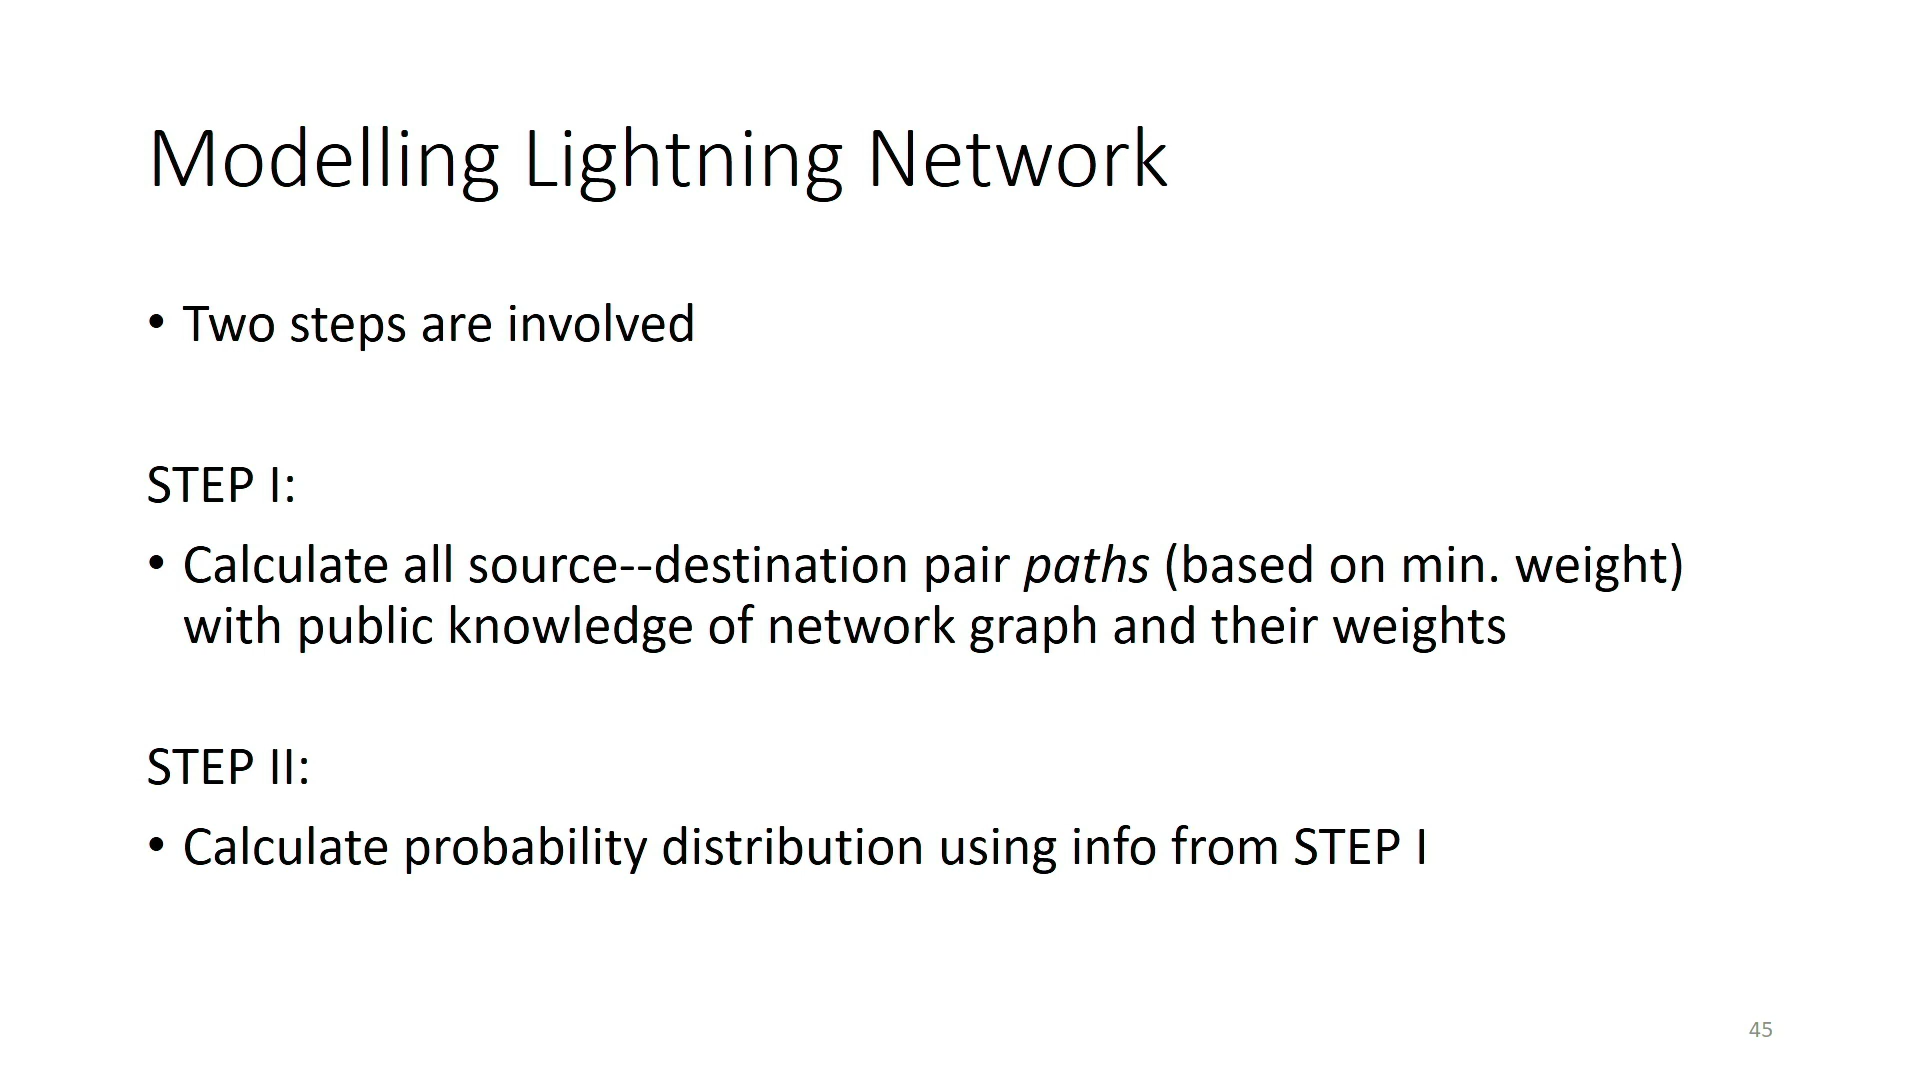 Modelling Lightning Network
• Two steps are involved
STEP I:
• Calculate all source--destination pair paths (based on min. weight)
with public knowledge of network graph and their weights
STEP II:
• Calculate probability distribution using info from STEP I
45